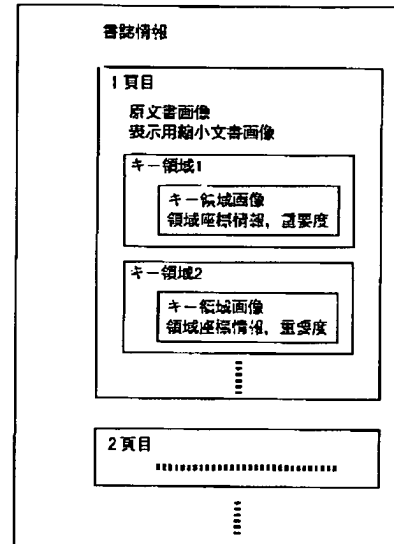 書誌情報
1頁目
原文書画像
表示用縮小文書画像
キー領域1
キー領域画像
領域座標情報，重要度
キー領域2
キー領域画像
領域座標情報，重要度
2頁目